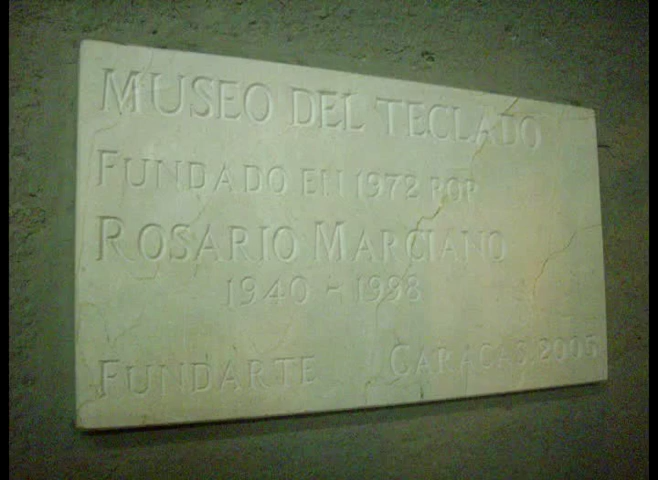 MUSEO DEL TECLADO
FUNDADO EN 1972 POR
ROSARIO MARCIANO
1940 - 1998
FUNDARTE CARACAS, 2005